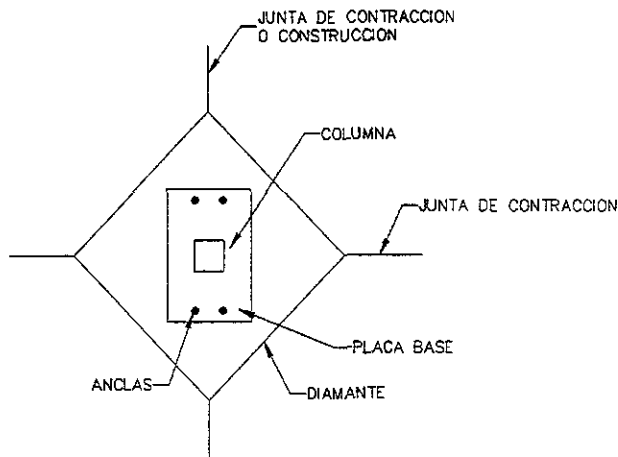 JUNTA DE CONTRACCION
O CONSTRUCCION
COLUMNA
JUNTA DE CONTRACCION
PLACA BASE
ANCLAS
DIAMANTE